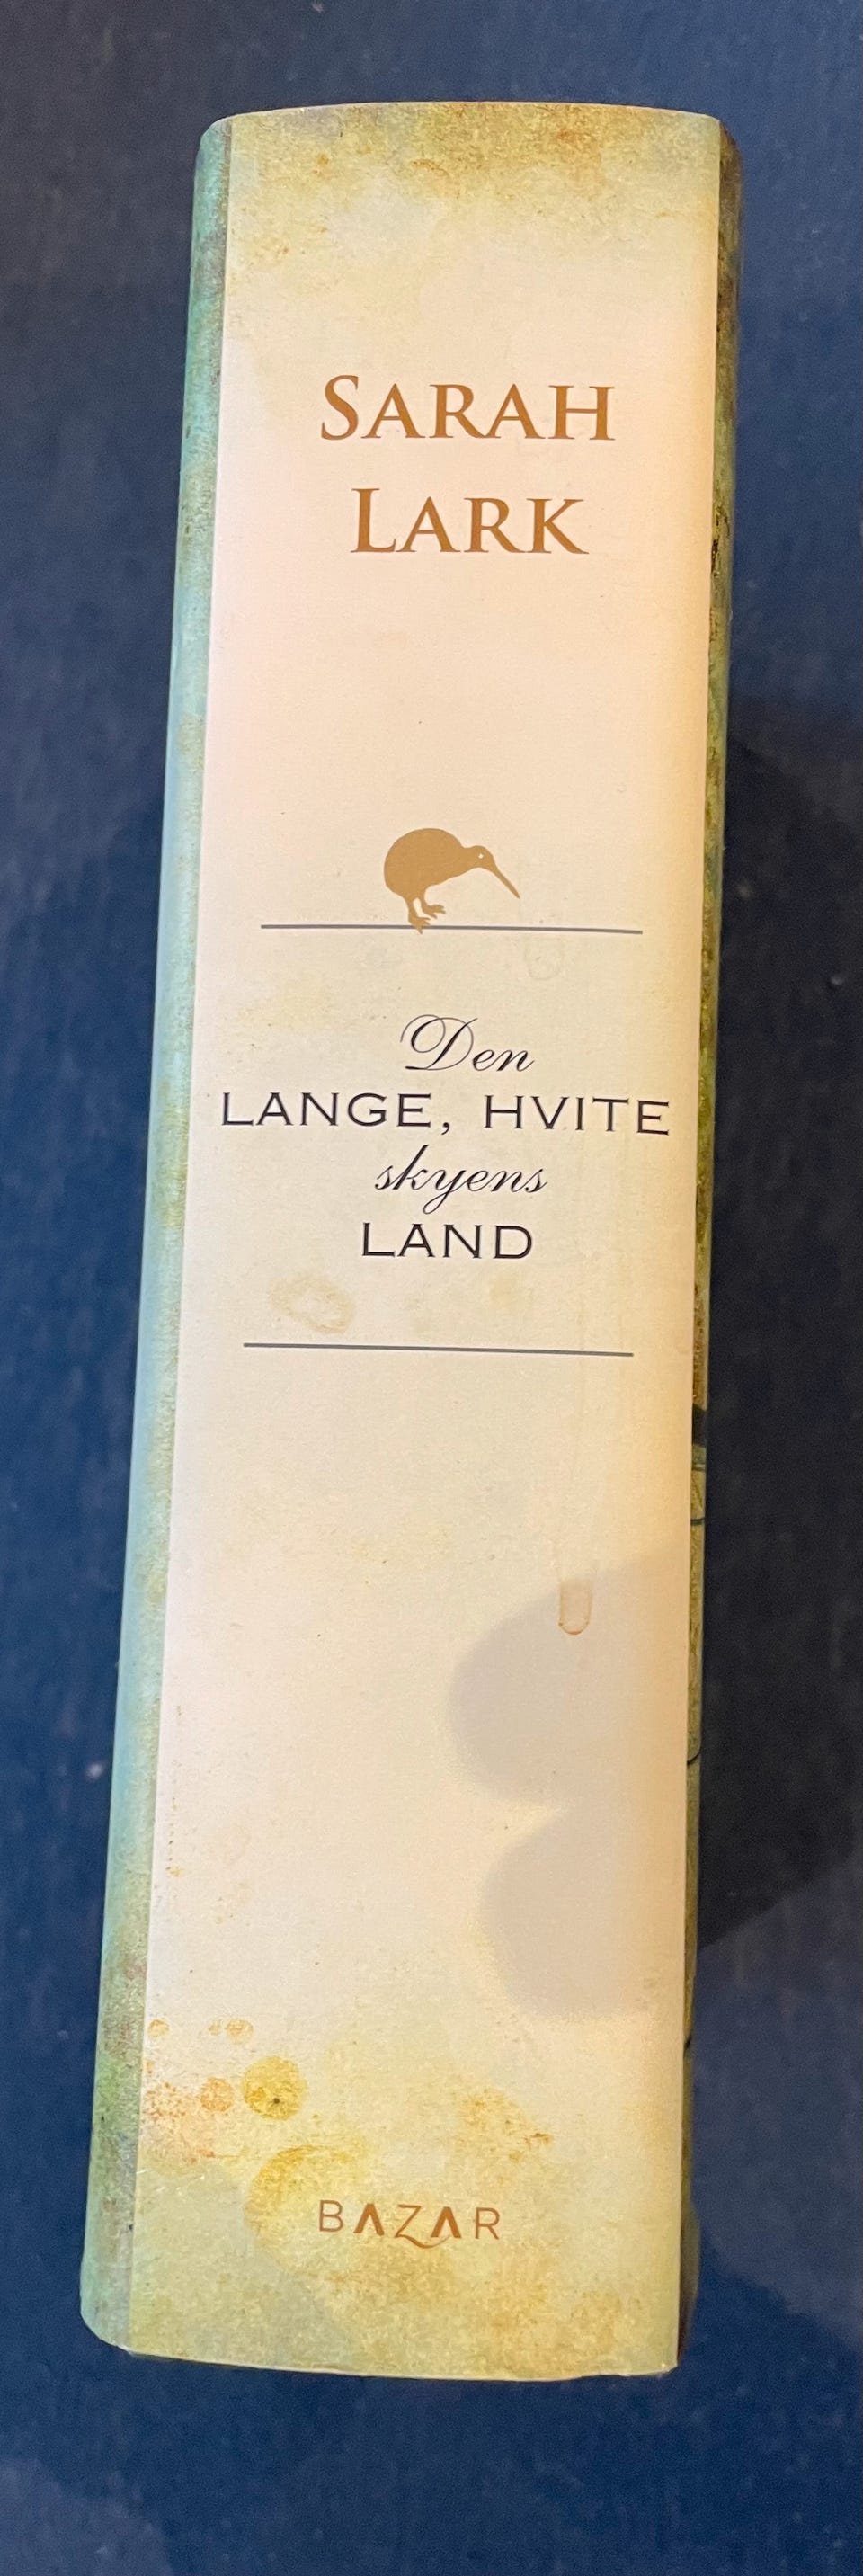 SARAH
LARK
Den
LANGE, HVITE
skyens
LAND
BAZAR